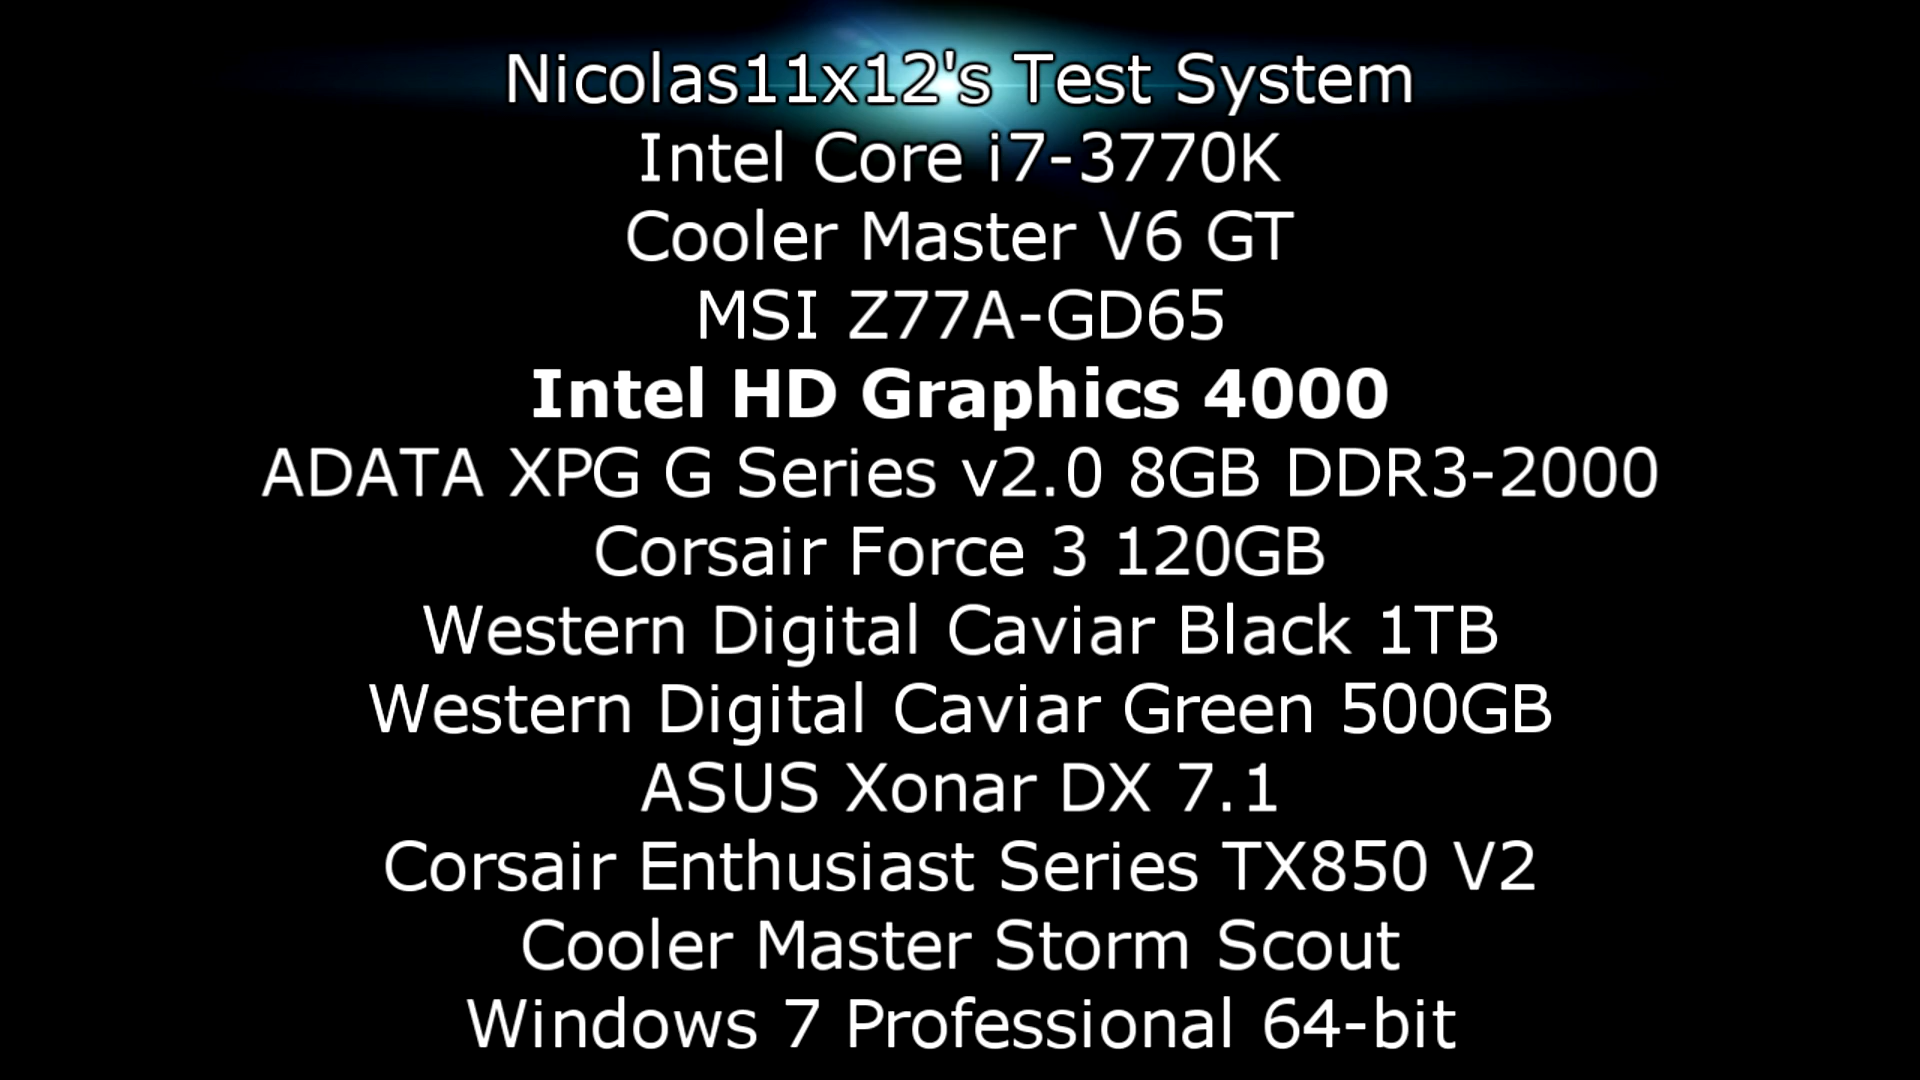 Nicolas11x12's Test System
Intel Core i7-3770K
Cooler Master V6 GT
MSI Z77A-GD65
Intel HD Graphics 4000
ADATA XPG G Series v2.0 8GB DDR3-2000
Corsair Force 3 120GB
Western Digital Caviar Black 1TB
Western Digital Caviar Green 500GB
ASUS Xonar DX 7.1
Corsair Enthusiast Series TX850 V2
Cooler Master Storm Scout
Windows 7 Professional 64-bit